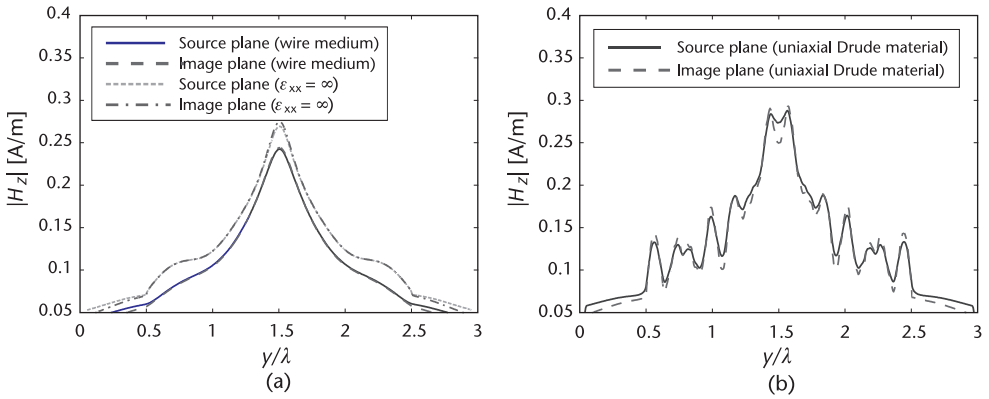 0.4
0.35
0.3
0.25
0.2
0.15
0.1
0.05
|Hz| [A/m]
Source plane (wire medium)
Image plane (wire medium)
Source plane (εxx = ∞)
Image plane (εxx = ∞)
0 0.5 1 1.5 2 2.5 3
y/λ
(a)
0.4
0.35
0.3
0.25
0.2
0.15
0.1
0.05
|Hz| [A/m]
Source plane (uniaxial Drude material)
Image plane (uniaxial Drude material)
0 0.5 1 1.5 2 2.5 3
y/λ
(b)